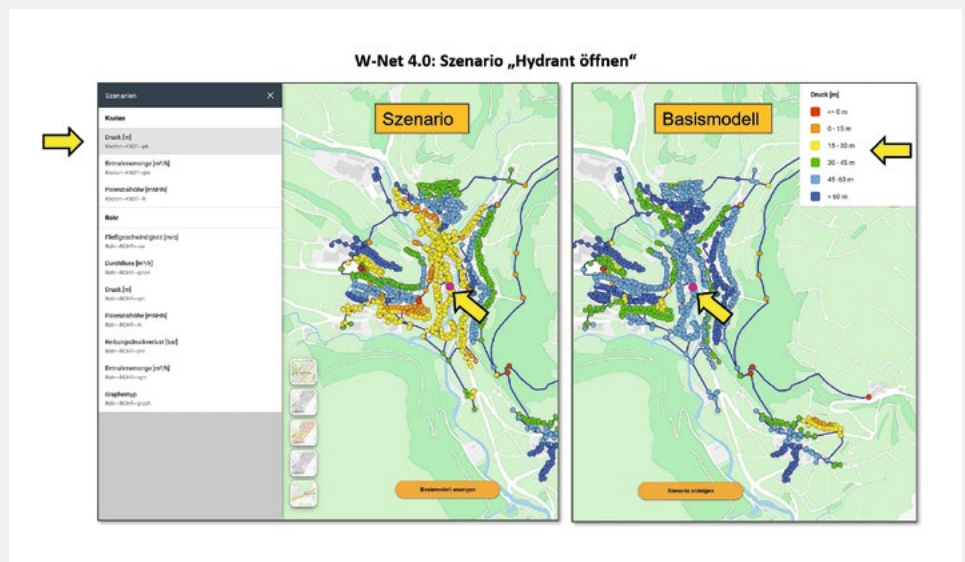 W-Net 4.0: Szenario „Hydrant öffnen“
Szenarien
Knoten
Druck [m]
Entnahmemenge [m³/h]
Potenzialhöhe [mNHN]
Rohr
Fließgeschwindigkeit [m/s]
Durchfluss [m³/h]
Druck [m]
Potenzialhöhe [mNHN]
Reibungsdruckverlust [bar]
Entnahmemenge [m³/h]
Graphentyp
Szenario
Basismodell anzeigen
Basismodell
Druck [m]
<= 0 m
0 - 15 m
15 - 30 m
30 - 45 m
45 - 60 m
> 60 m
Szenario anzeigen